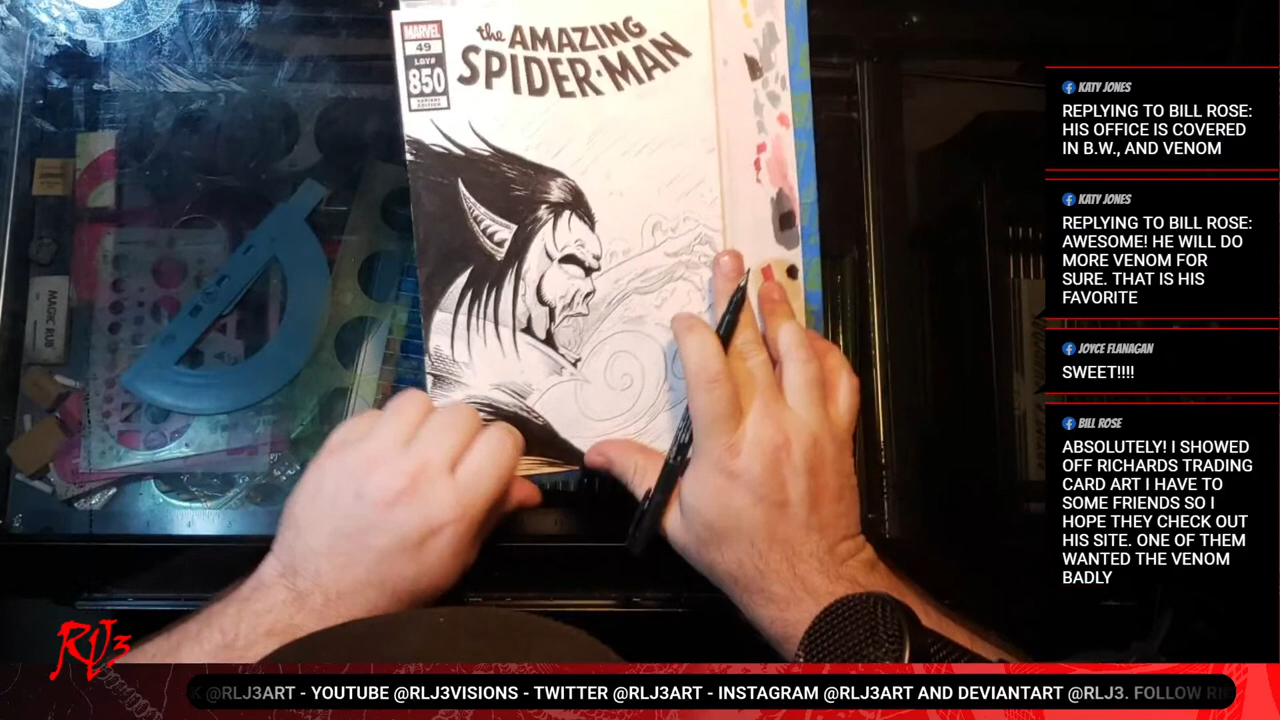 MARVEL
49
LGY#
850
VARIANT
EDITION
the AMAZING
SPIDER-MAN
MAGIC RUB
KATY JONES
REPLYING TO BILL ROSE:
HIS OFFICE IS COVERED
IN B.W., AND VENOM
KATY JONES
REPLYING TO BILL ROSE:
AWESOME! HE WILL DO
MORE VENOM FOR
SURE. THAT IS HIS
FAVORITE
JOYCE FLANAGAN
SWEET!!!!
BILL ROSE
ABSOLUTELY! I SHOWED
OFF RICHARDS TRADING
CARD ART I HAVE TO
SOME FRIENDS SO I
HOPE THEY CHECK OUT
HIS SITE. ONE OF THEM
WANTED THE VENOM
BADLY
RLJ3
@RLJ3ART - YOUTUBE @RLJ3VISIONS - TWITTER @RLJ3ART - INSTAGRAM @RLJ3ART AND DEVIANTART @RLJ3. FOLLOW